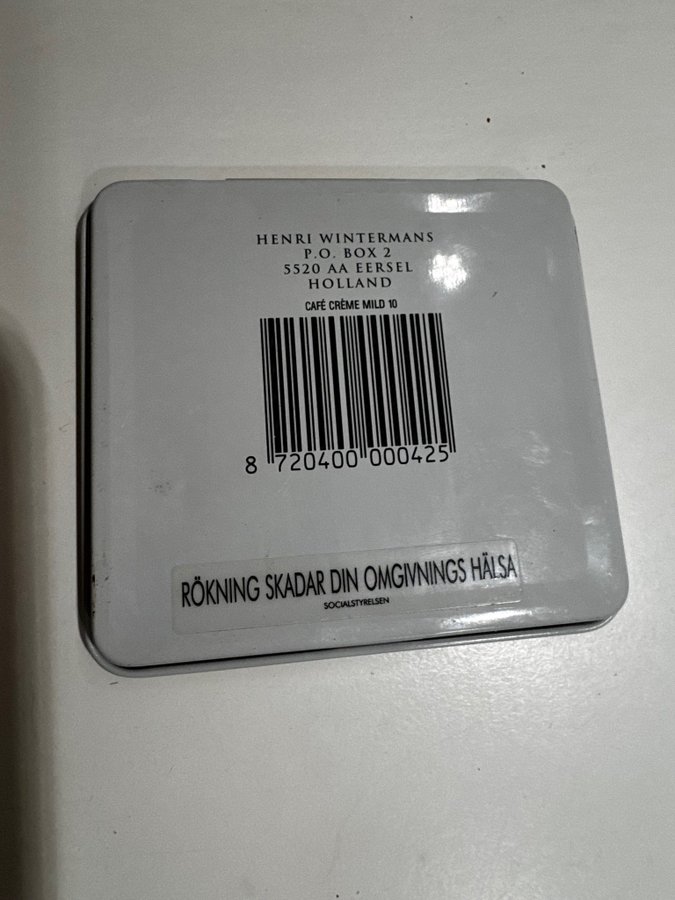 HENRI WINTERMANS
P.O. BOX 2
5520 AA EERSEL
HOLLAND
CAFÉ CRÈME MILD 10
8 720400 000425
RÖKNING SKADAR DIN OMGIVNINGS HÄLSA
SOCIALSTYRELSEN